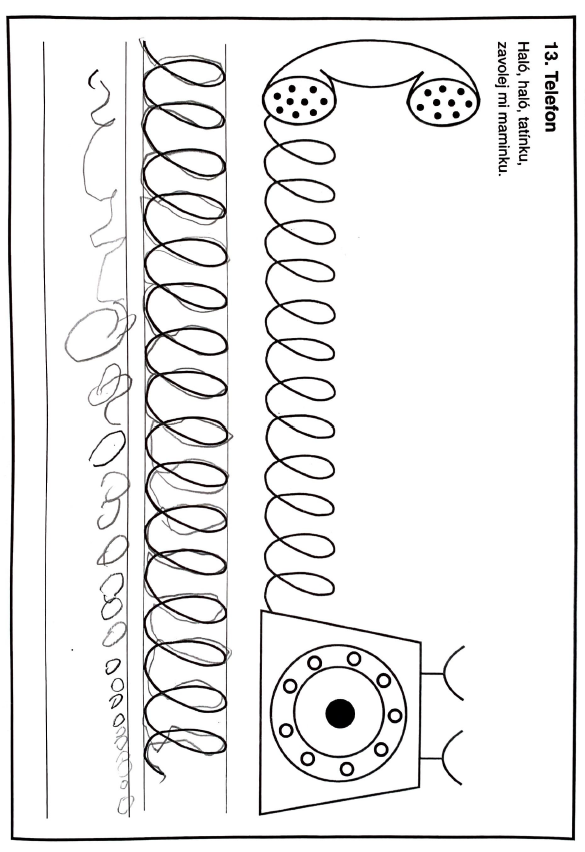 13. Telefon
Haló, haló, tatínku,
zavolej mi maminku.